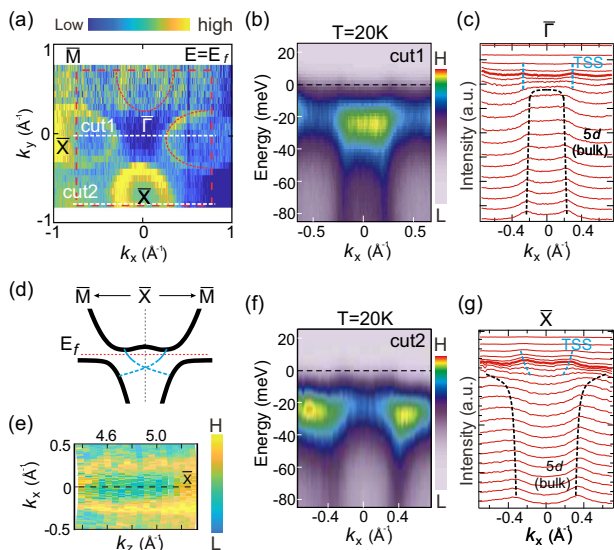 Low high
(a)
M̅
E=E_f
cut1
Γ̅
X̅
cut2
X̅
k_y (Å⁻¹)
0
-1
-1 0 1
k_x (Å⁻¹)
(b) T=20K
cut1
H
L
Energy (meV)
20
0
-20
-40
-60
-80
-0.5 0 0.5
k_x (Å⁻¹)
(c) Γ̅
TSS
5d
(bulk)
Intensity (a.u.)
-0.6 0 0.6
k_x (Å⁻¹)
(d)
M̅ X̅ M̅
E_f
(e)
H
L
X̅
k_x (Å⁻¹)
0.5
0
-0.5
4.6 5.0
k_z (Å⁻¹)
(f) T=20K
cut2
H
L
Energy (meV)
20
0
-20
-40
-60
-80
-0.4 0 0.4
k_x (Å⁻¹)
(g) X̅
TSS
5d
(bulk)
Intensity (a.u.)
-0.4 0 0.4
k_x (Å⁻¹)